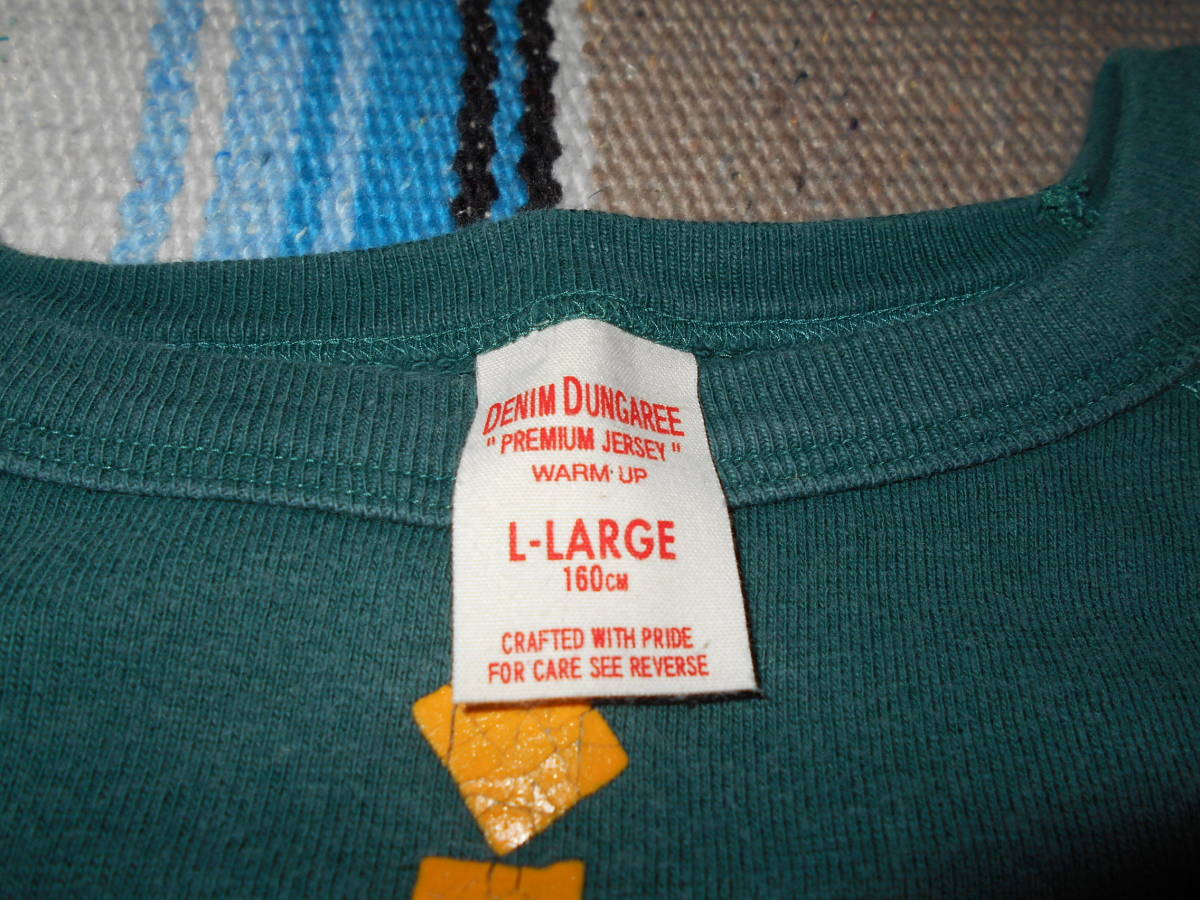 DENIM DUNGAREE
" PREMIUM JERSEY "
WARM·UP
L-LARGE
160CM
CRAFTED WITH PRIDE
FOR CARE SEE REVERSE